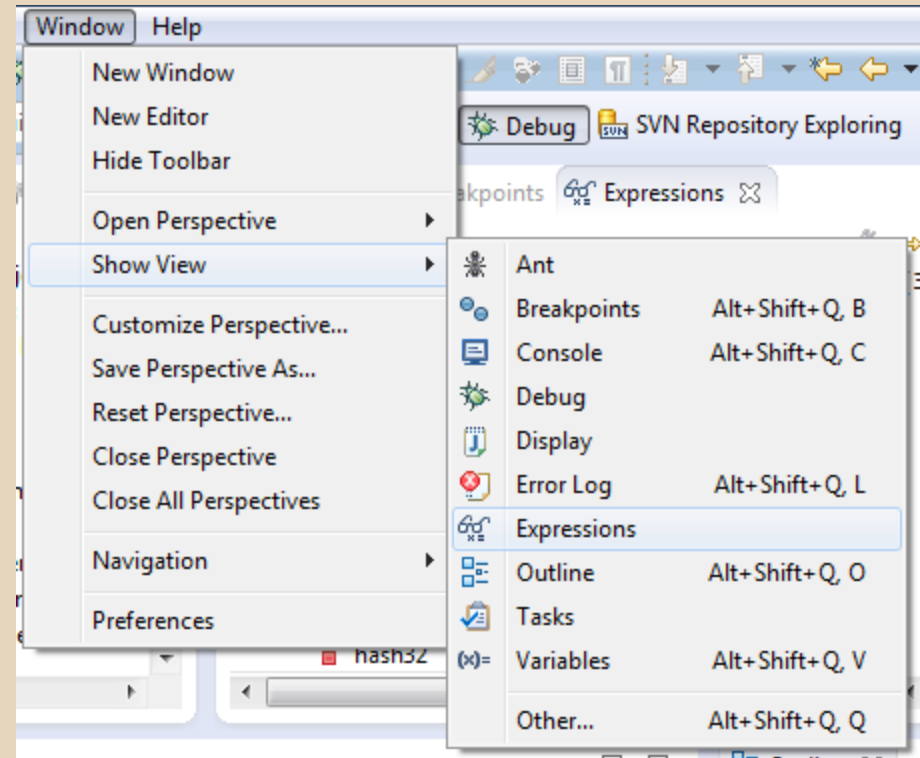 Window Help
New Window
New Editor
Hide Toolbar
Open Perspective
Show View
Customize Perspective...
Save Perspective As...
Reset Perspective...
Close Perspective
Close All Perspectives
Navigation
Preferences
Debug SVN Repository Exploring
akpoints Expressions
Ant
Breakpoints Alt+Shift+Q, B
Console Alt+Shift+Q, C
Debug
Display
Error Log Alt+Shift+Q, L
Expressions
Outline Alt+Shift+Q, O
Tasks
(x)= Variables Alt+Shift+Q, V
Other... Alt+Shift+Q, Q
hash32